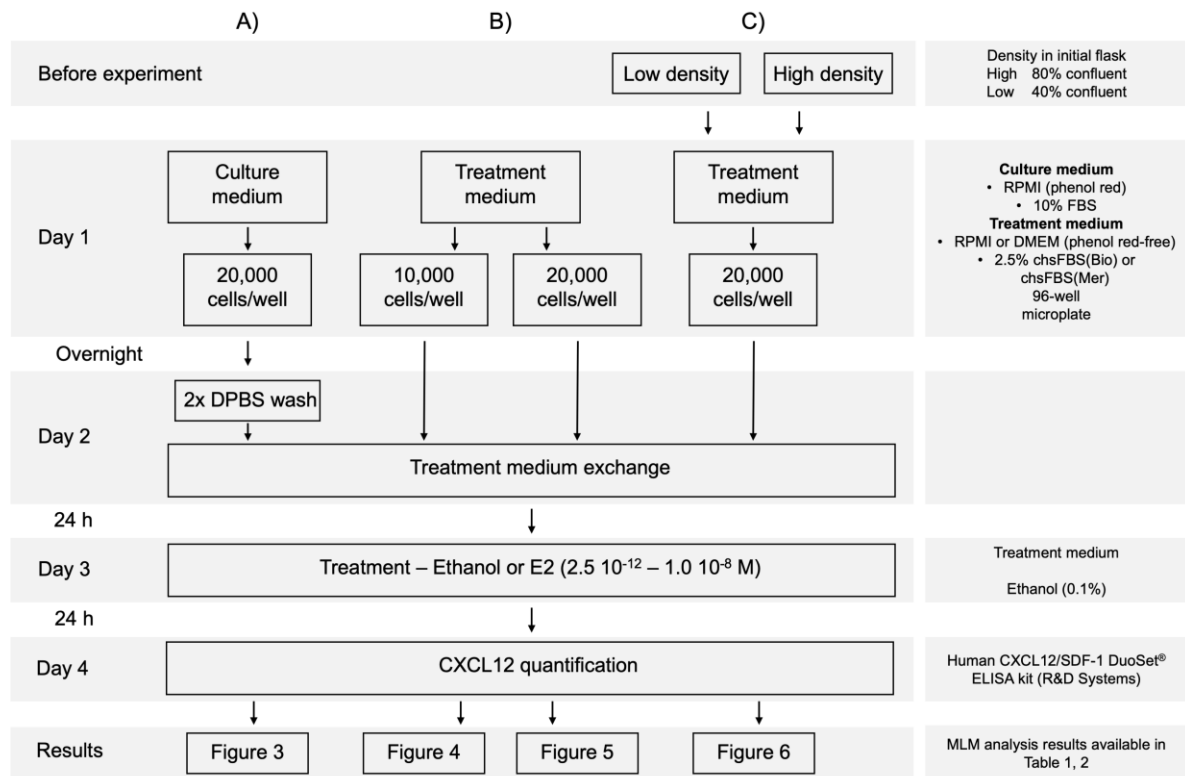 A)
B)
C)
Before experiment
Low density
High density
Density in initial flask
High 80% confluent
Low 40% confluent
Day 1
Culture
medium
Treatment
medium
Treatment
medium
20,000
cells/well
10,000
cells/well
20,000
cells/well
20,000
cells/well
Culture medium
• RPMI (phenol red)
• 10% FBS
Treatment medium
• RPMI or DMEM (phenol red-free)
• 2.5% chsFBS(Bio) or
chsFBS(Mer)
96-well
microplate
Overnight
Day 2
2x DPBS wash
Treatment medium exchange
24 h
Day 3
Treatment – Ethanol or E2 (2.5 10⁻¹² – 1.0 10⁻⁸ M)
Treatment medium
Ethanol (0.1%)
24 h
Day 4
CXCL12 quantification
Human CXCL12/SDF-1 DuoSet®
ELISA kit (R&D Systems)
Results
Figure 3
Figure 4
Figure 5
Figure 6
MLM analysis results available in
Table 1, 2